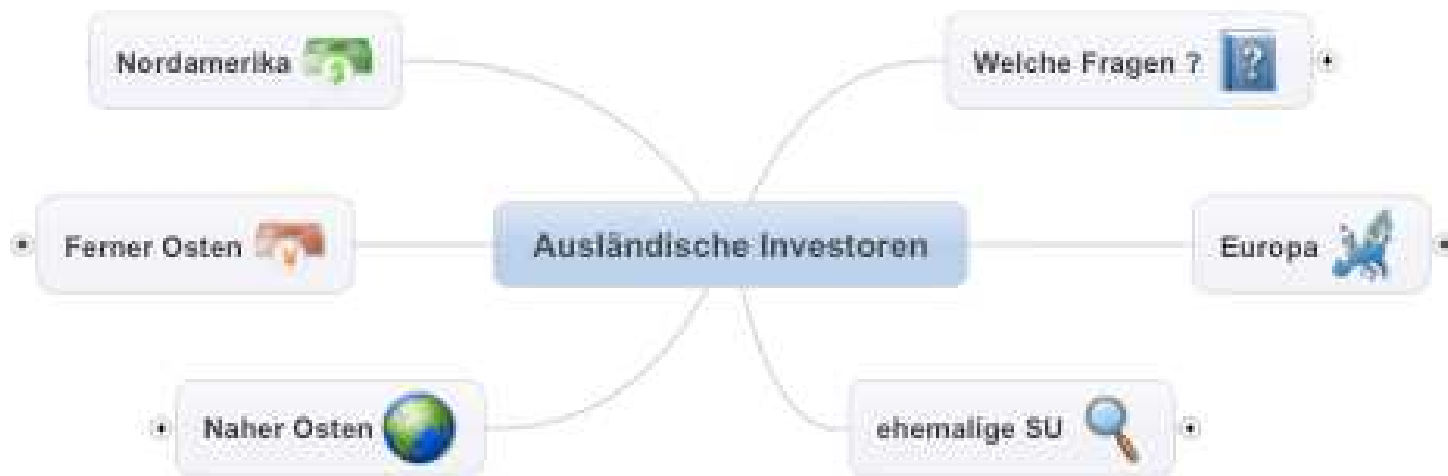 Nordamerika
Welche Fragen ?
Ferner Osten
Ausländische Investoren
Europa
Naher Osten
ehemalige SU